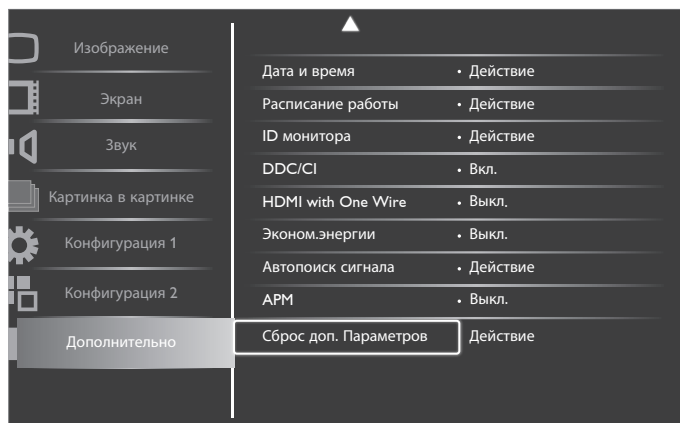 Изображение
Экран
Звук
Картинка в картинке
Конфигурация 1
Конфигурация 2
Дополнительно
Дата и время • Действие
Расписание работы • Действие
ID монитора • Действие
DDC/CI • Вкл.
HDMI with One Wire • Выкл.
Эконом.энергии • Выкл.
Автопоиск сигнала • Действие
APM • Выкл.
Сброс доп. Параметров Действие